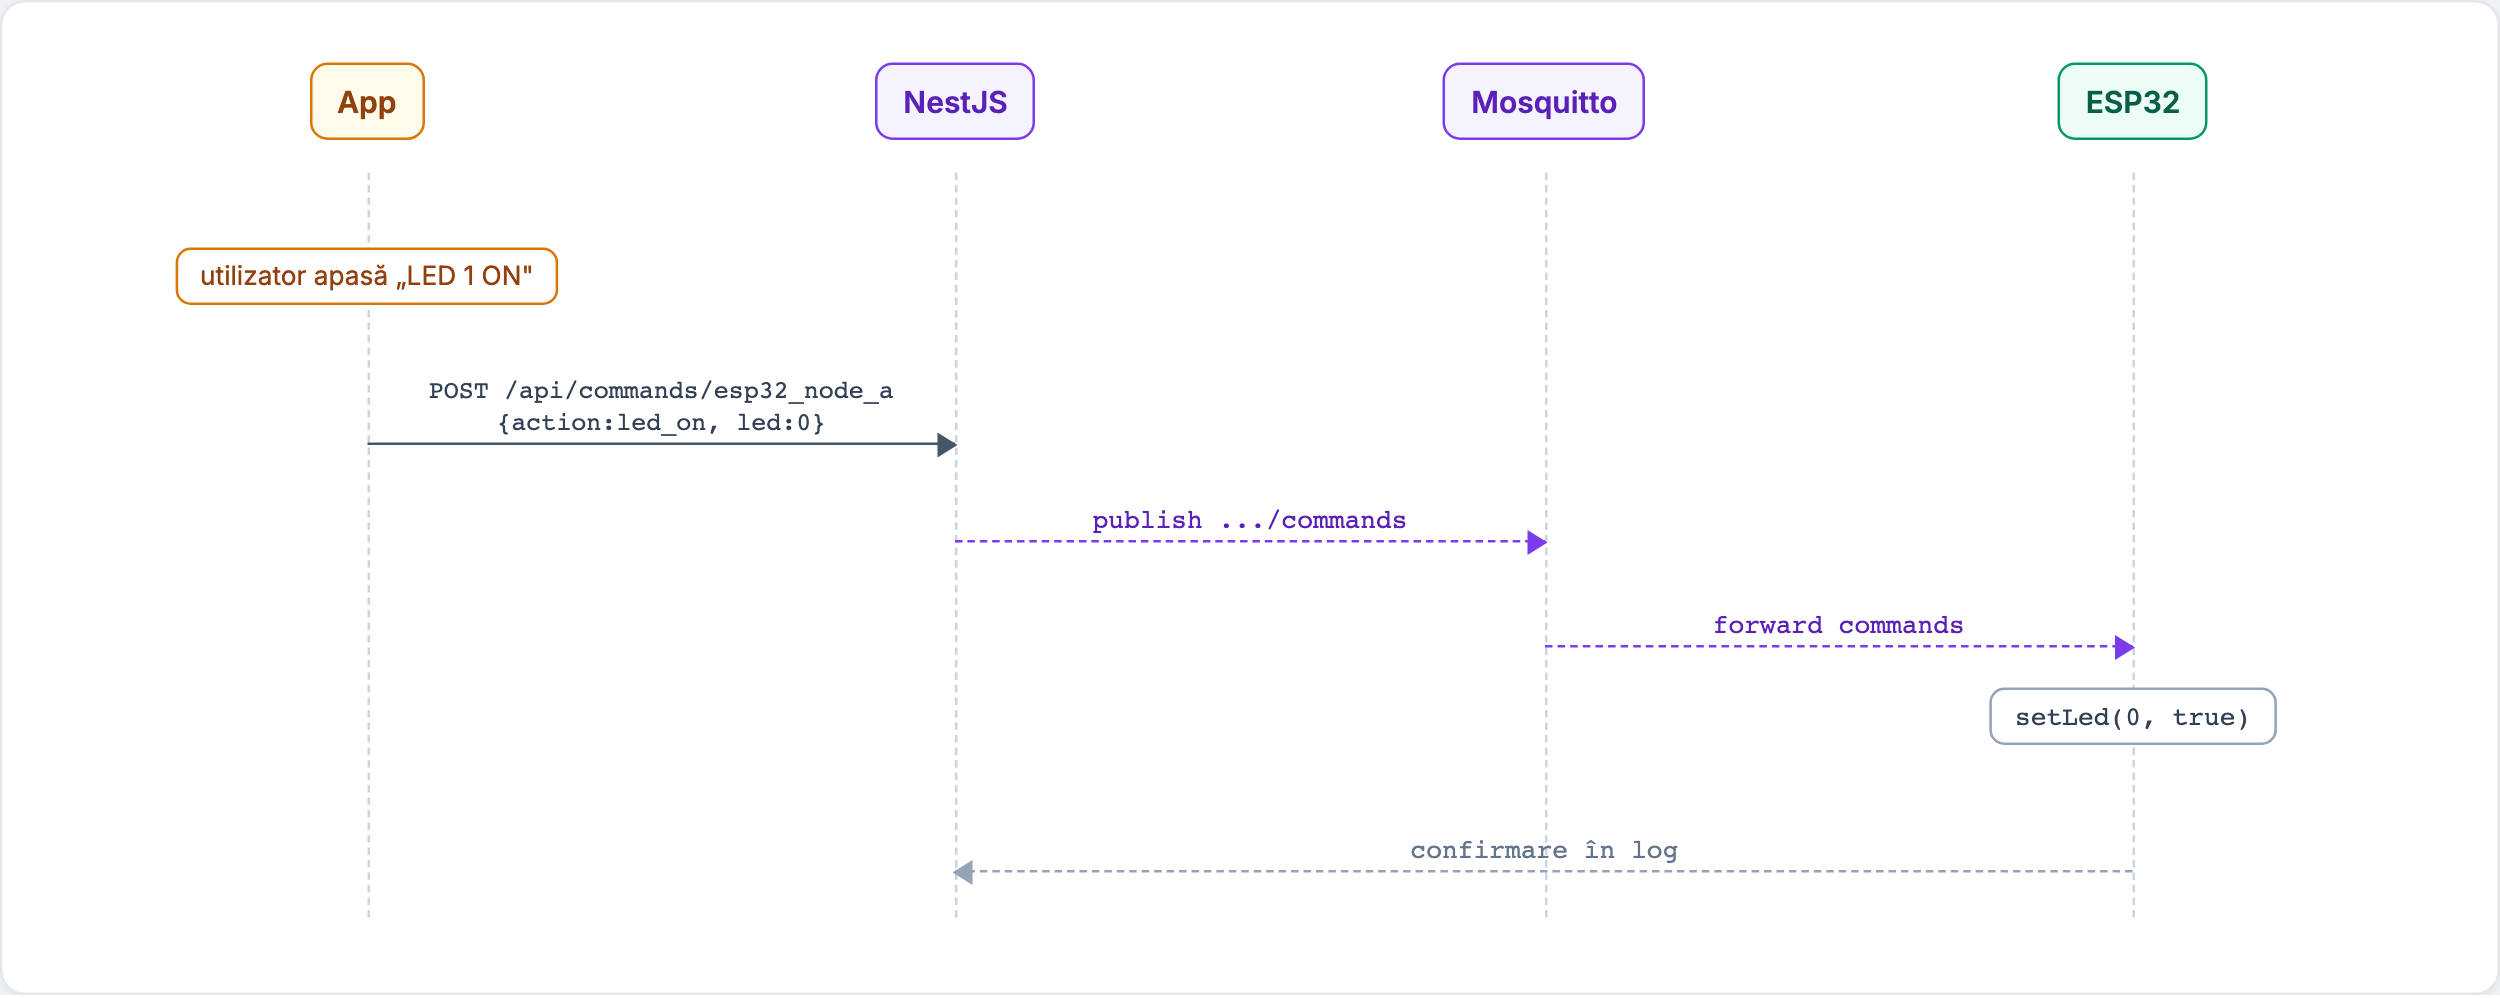 App
NestJS
Mosquitto
ESP32
utilizator apasă „LED 1 ON"
POST /api/commands/esp32_node_a
{action:led_on, led:0}
publish .../commands
forward commands
setLed(0, true)
confirmare în log